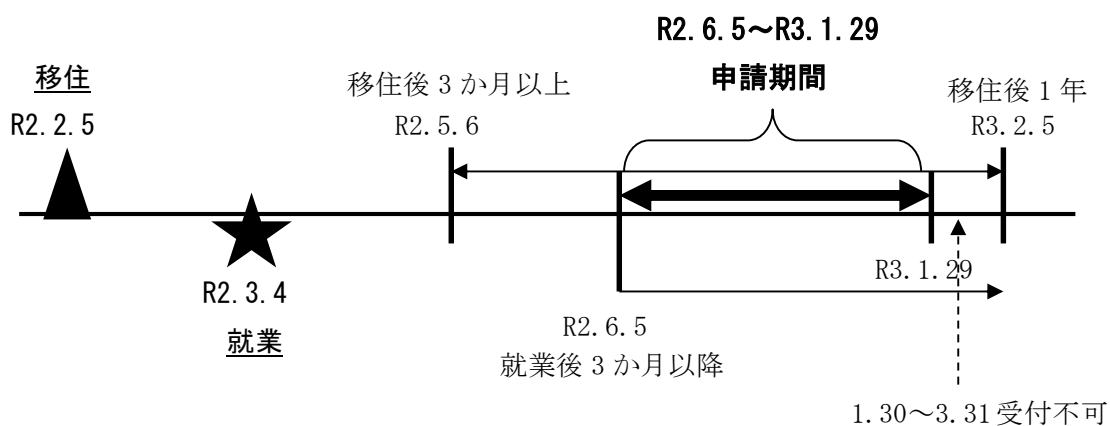 R2.6.5～R3.1.29
申請期間
移住
R2.2.5
移住後3か月以上
R2.5.6
移住後1年
R3.2.5
R2.3.4
就業
R3.1.29
R2.6.5
就業後3か月以降
1.30～3.31受付不可